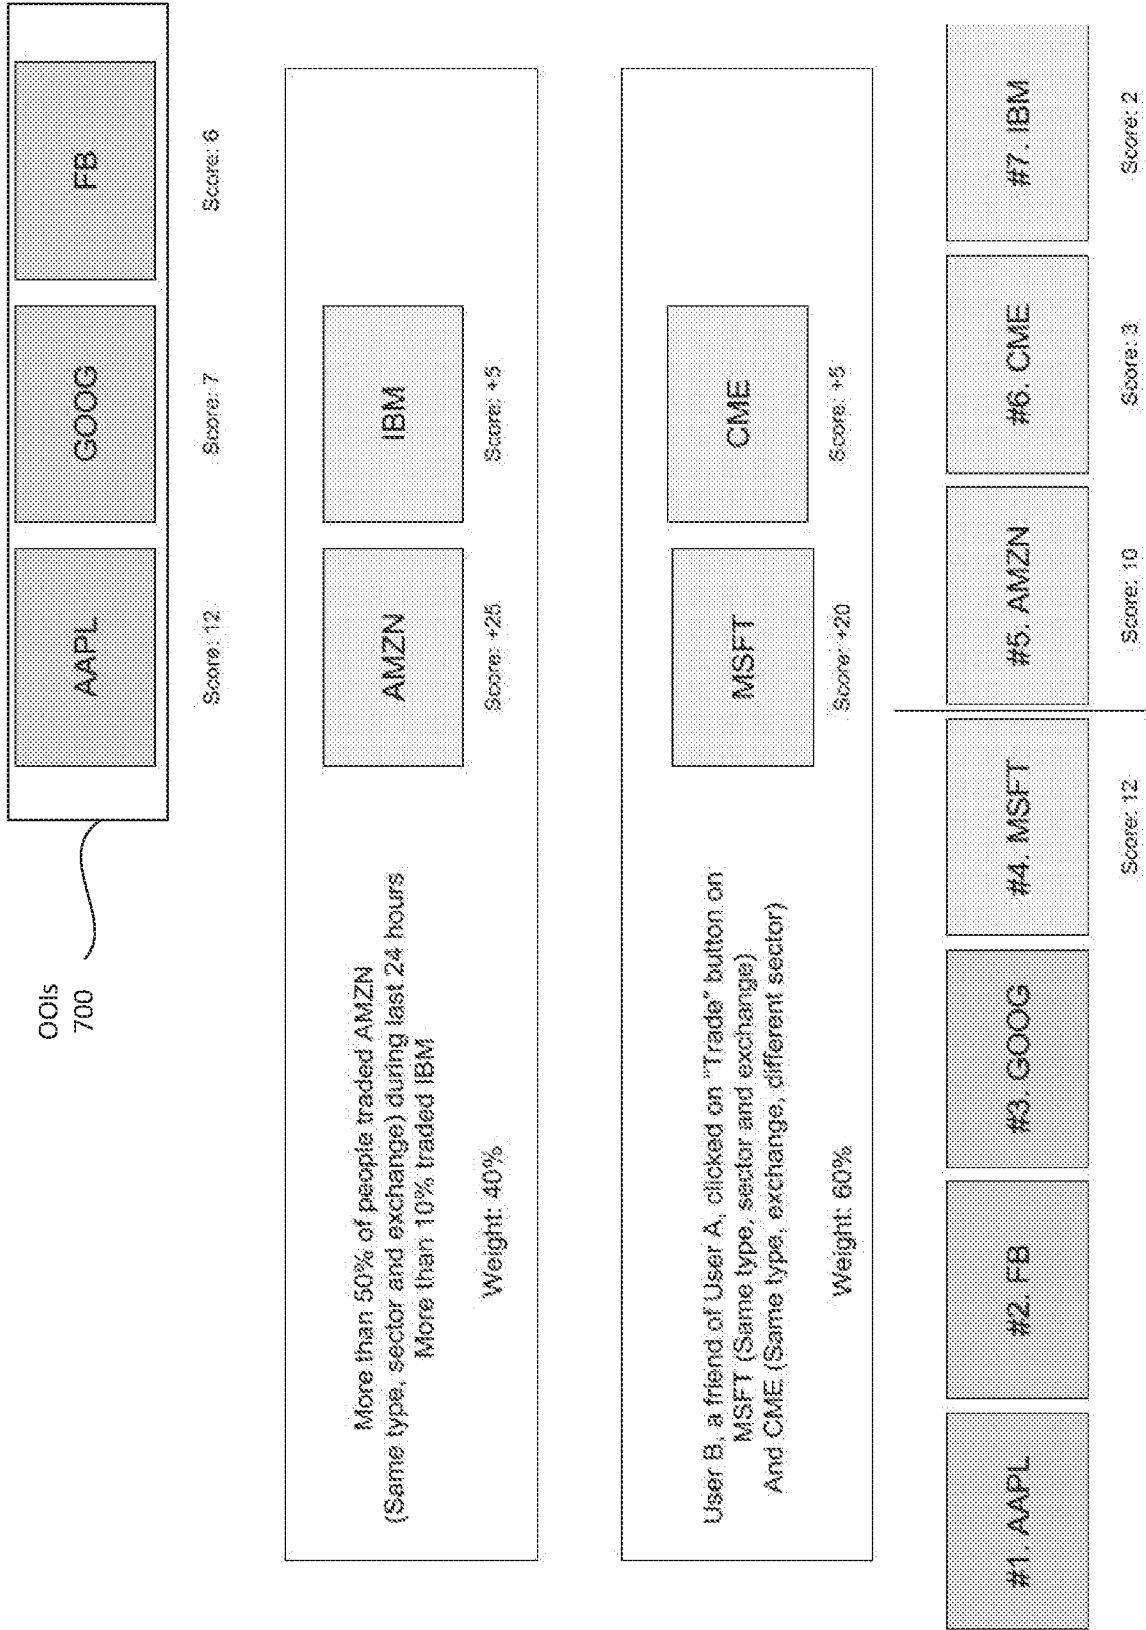 OOIs
700
AAPL
GOOG
FB
Score: 12
Score: 7
Score: 6
More than 50% of people traded AMZN
(Same type, sector and exchange) during last 24 hours
More than 10% traded IBM
Weight: 40%
AMZN
IBM
Score: +25
Score: +5
User B, a friend of User A, clicked on "Trade" button on
MSFT (Same type, sector and exchange)
And CME (Same type, exchange, different sector)
Weight: 60%
MSFT
CME
Score: +20
Score: +5
#1. AAPL
#2. FB
#3. GOOG
#4. MSFT
#5. AMZN
#6. CME
#7. IBM
Score: 12
Score: 10
Score: 3
Score: 2